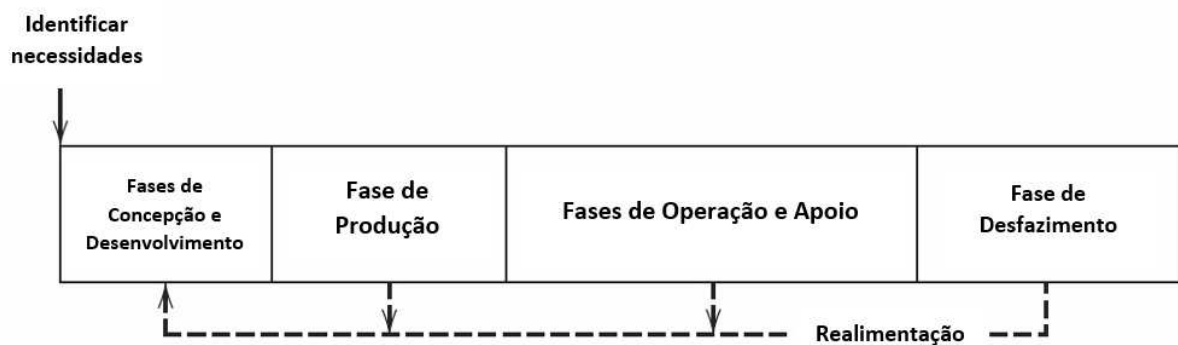 Identificar
necessidades
Fases de
Concepção e
Desenvolvimento
Fase de
Produção
Fases de Operação e Apoio
Fase de
Desfazimento
Realimentação